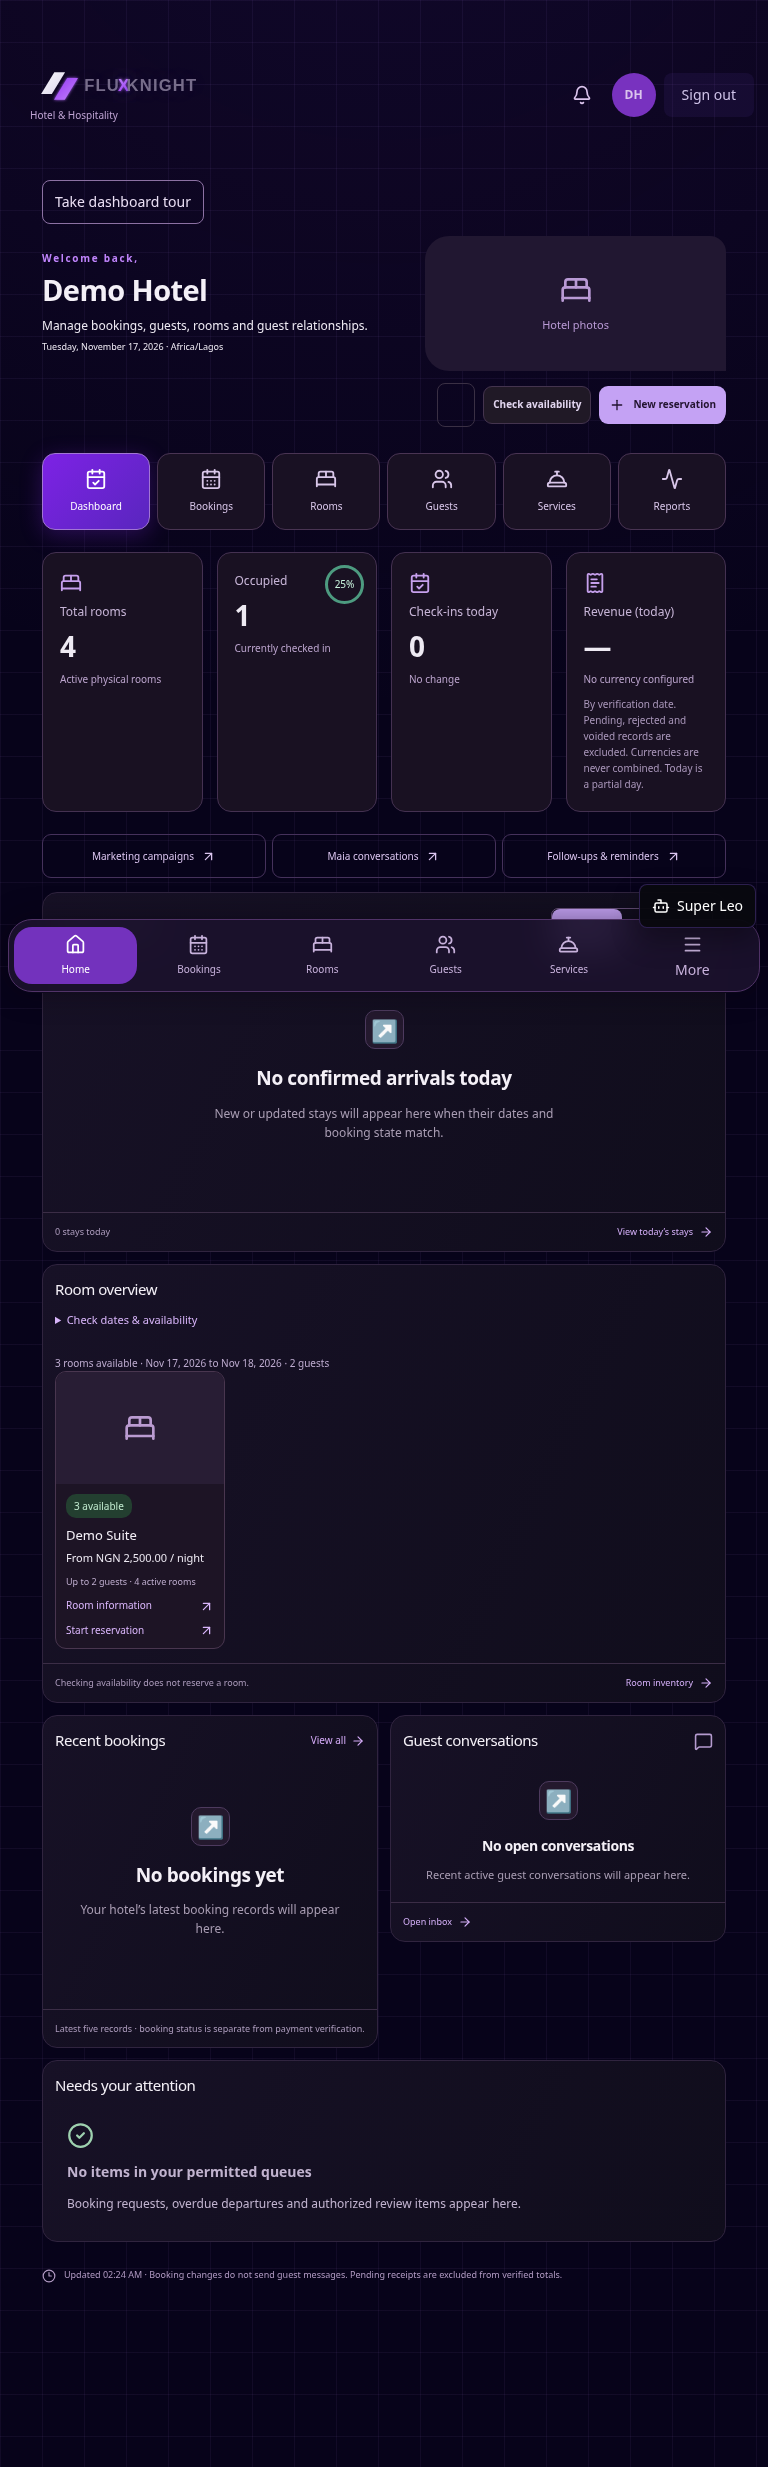 FLUXKNIGHT
Hotel & Hospitality
DH
Sign out
Take dashboard tour
Welcome back,
Demo Hotel
Manage bookings, guests, rooms and guest relationships.
Tuesday, November 17, 2026 · Africa/Lagos
Hotel photos
Check availability
New reservation
Dashboard
Bookings
Rooms
Guests
Services
Reports
Total rooms
4
Active physical rooms
Occupied
25%
1
Currently checked in
Check-ins today
0
No change
Revenue (today)
—
No currency configured
By verification date.
Pending, rejected and
voided records are
excluded. Currencies are
never combined. Today is
a partial day.
Marketing campaigns
Maia conversations
Follow-ups & reminders
Super Leo
Home
Bookings
Rooms
Guests
Services
More
No confirmed arrivals today
New or updated stays will appear here when their dates and
booking state match.
0 stays today
View today's stays
Room overview
Check dates & availability
3 rooms available · Nov 17, 2026 to Nov 18, 2026 · 2 guests
3 available
Demo Suite
From NGN 2,500.00 / night
Up to 2 guests · 4 active rooms
Room information
Start reservation
Checking availability does not reserve a room.
Room inventory
Recent bookings
View all
No bookings yet
Your hotel's latest booking records will appear
here.
Latest five records · booking status is separate from payment verification.
Guest conversations
No open conversations
Recent active guest conversations will appear here.
Open inbox
Needs your attention
No items in your permitted queues
Booking requests, overdue departures and authorized review items appear here.
Updated 02:24 AM · Booking changes do not send guest messages. Pending receipts are excluded from verified totals.